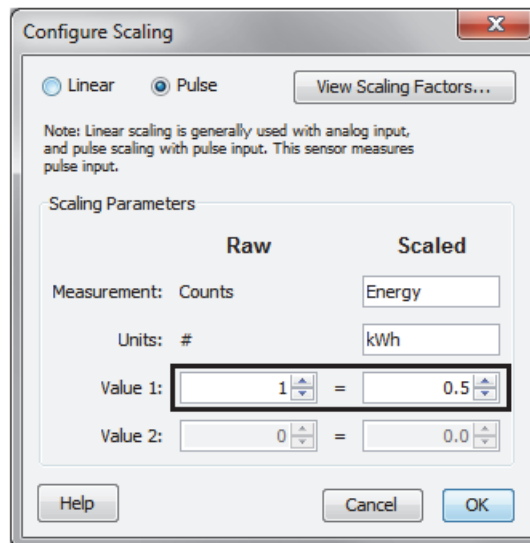 Configure Scaling
Linear Pulse View Scaling Factors...
Note: Linear scaling is generally used with analog input,
and pulse scaling with pulse input. This sensor measures
pulse input.
Scaling Parameters
Raw Scaled
Measurement: Counts Energy
Units: # kWh
Value 1: 1 = 0.5
Value 2: 0 = 0.0
Help Cancel OK